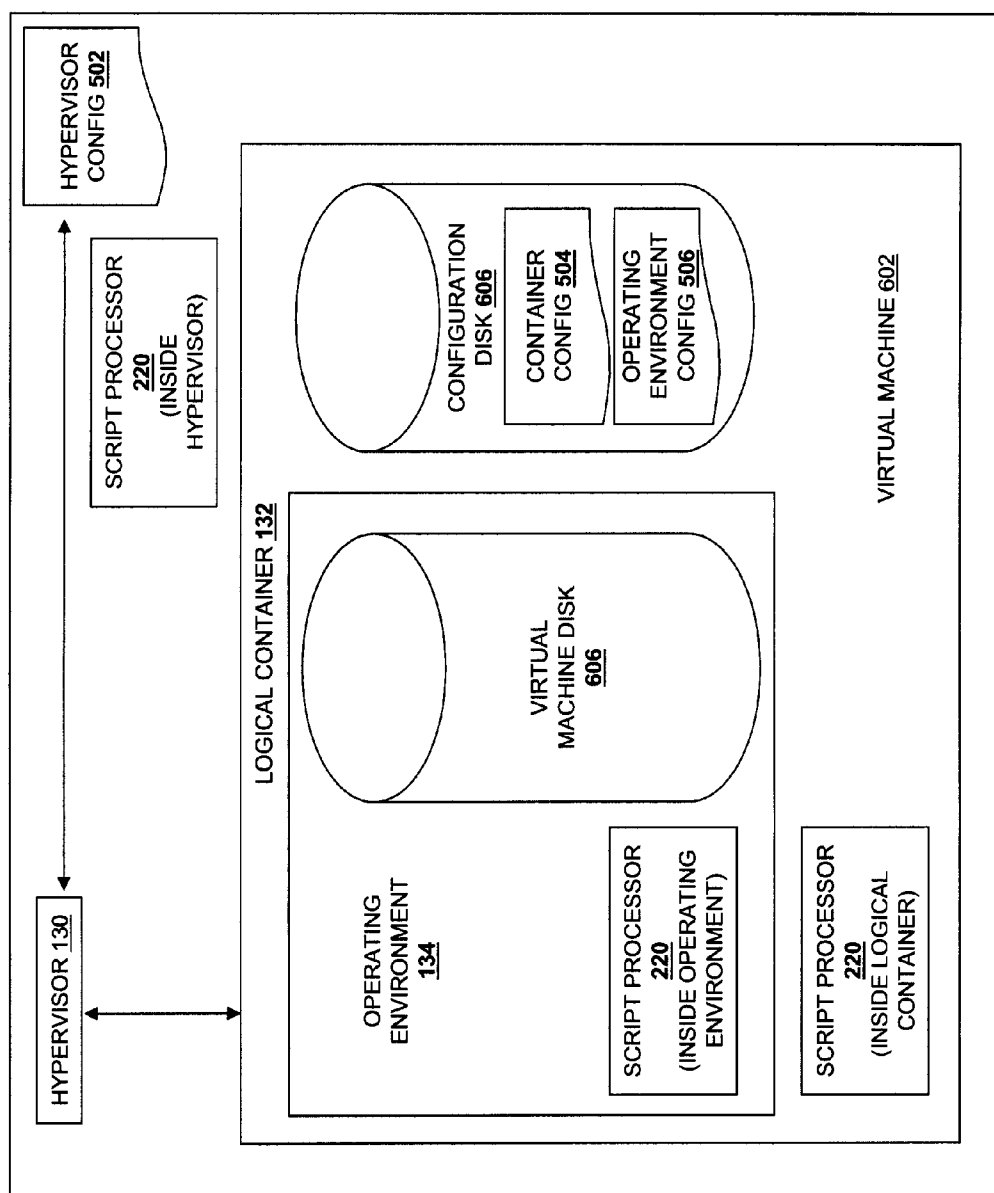 HYPERVISOR 130
HYPERVISOR
CONFIG 502
SCRIPT PROCESSOR
220
(INSIDE
HYPERVISOR)
LOGICAL CONTAINER 132
OPERATING
ENVIRONMENT
134
VIRTUAL
MACHINE DISK
606
CONFIGURATION
DISK 606
CONTAINER
CONFIG 504
OPERATING
ENVIRONMENT
CONFIG 506
SCRIPT PROCESSOR
220
(INSIDE OPERATING
ENVIRONMENT)
SCRIPT PROCESSOR
220
(INSIDE LOGICAL
CONTAINER)
VIRTUAL MACHINE 602